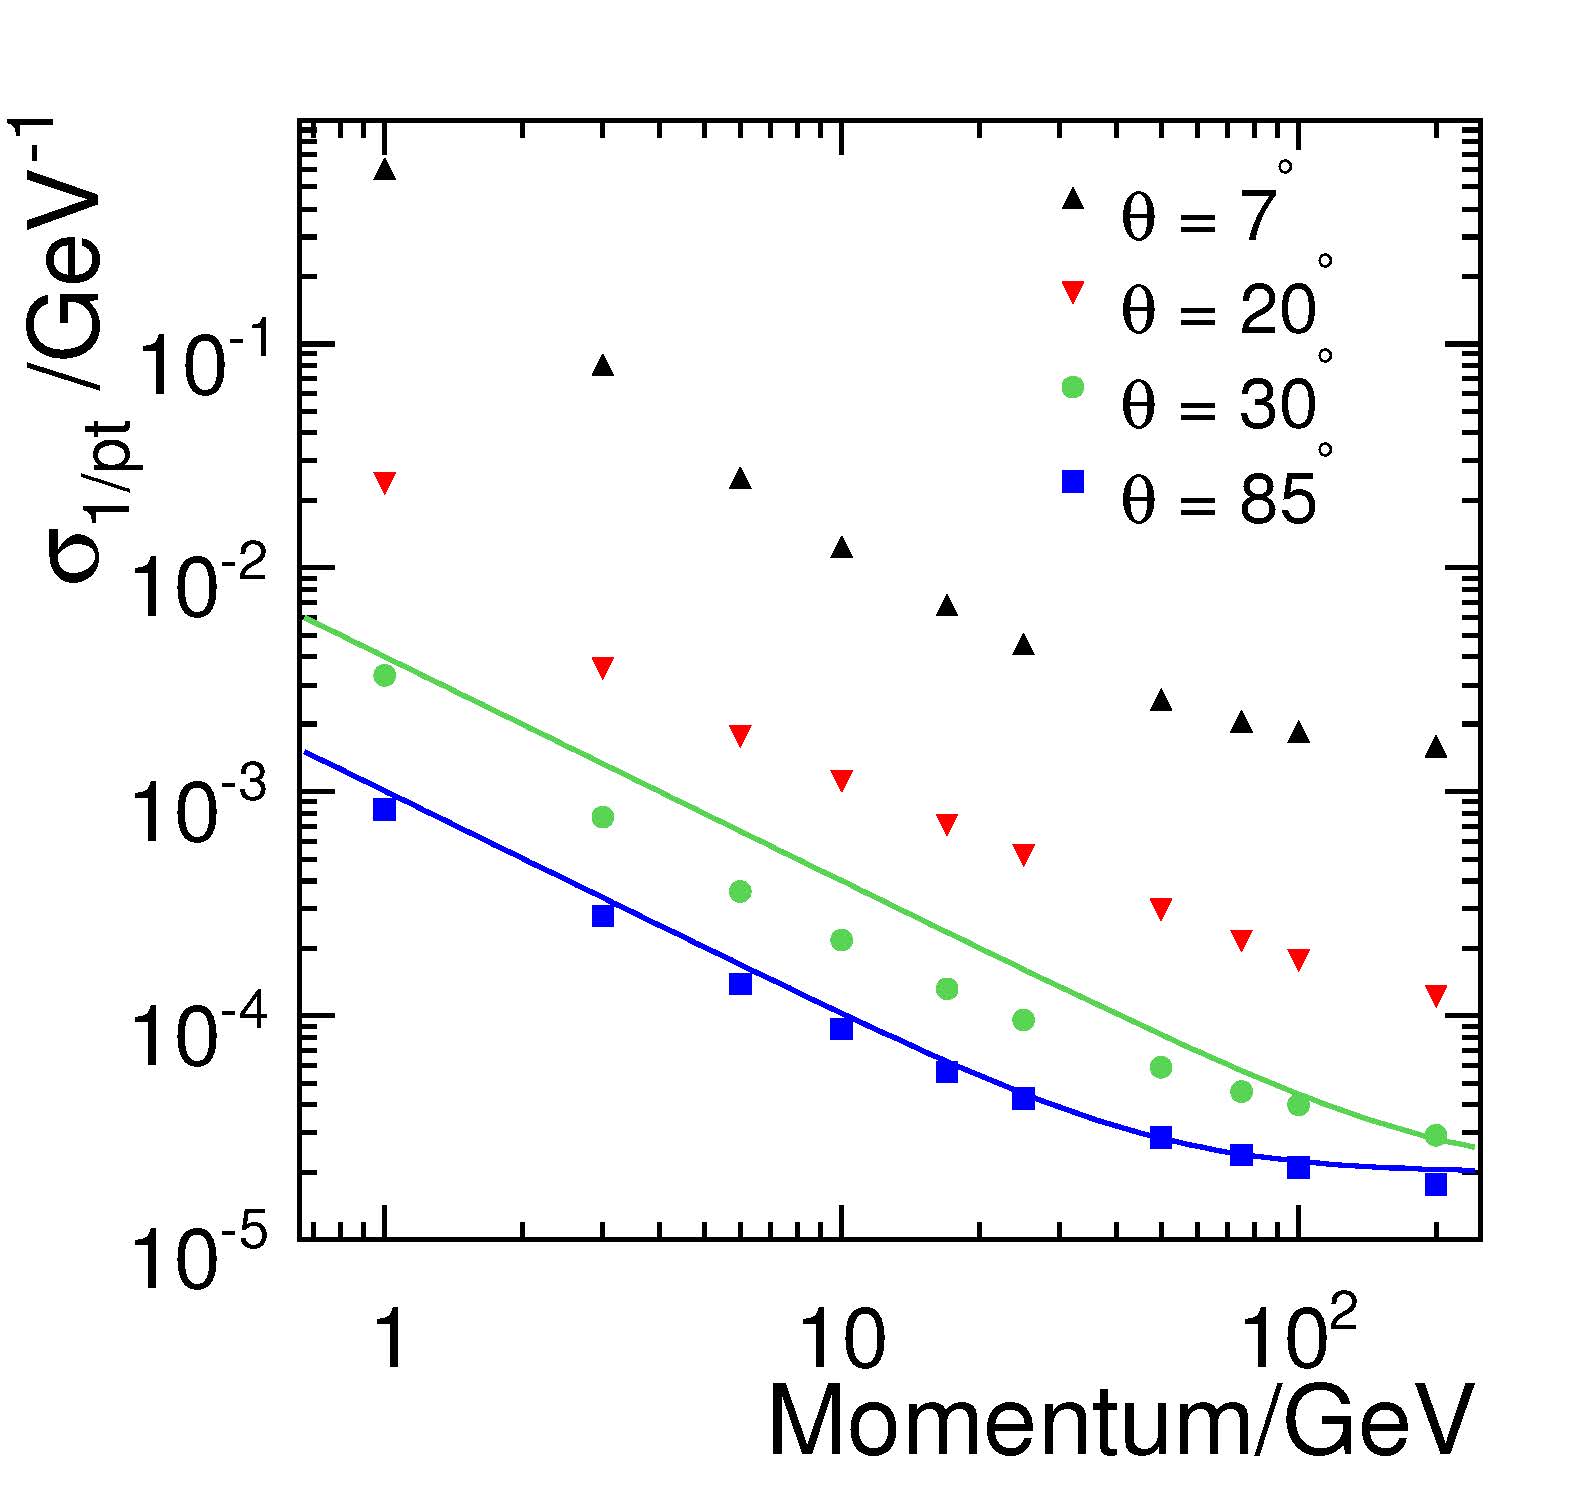 σ1/pt /GeV-1
10-1
10-2
10-3
10-4
10-5
θ = 7°
θ = 20°
θ = 30°
θ = 85°
1 10 10²
Momentum/GeV